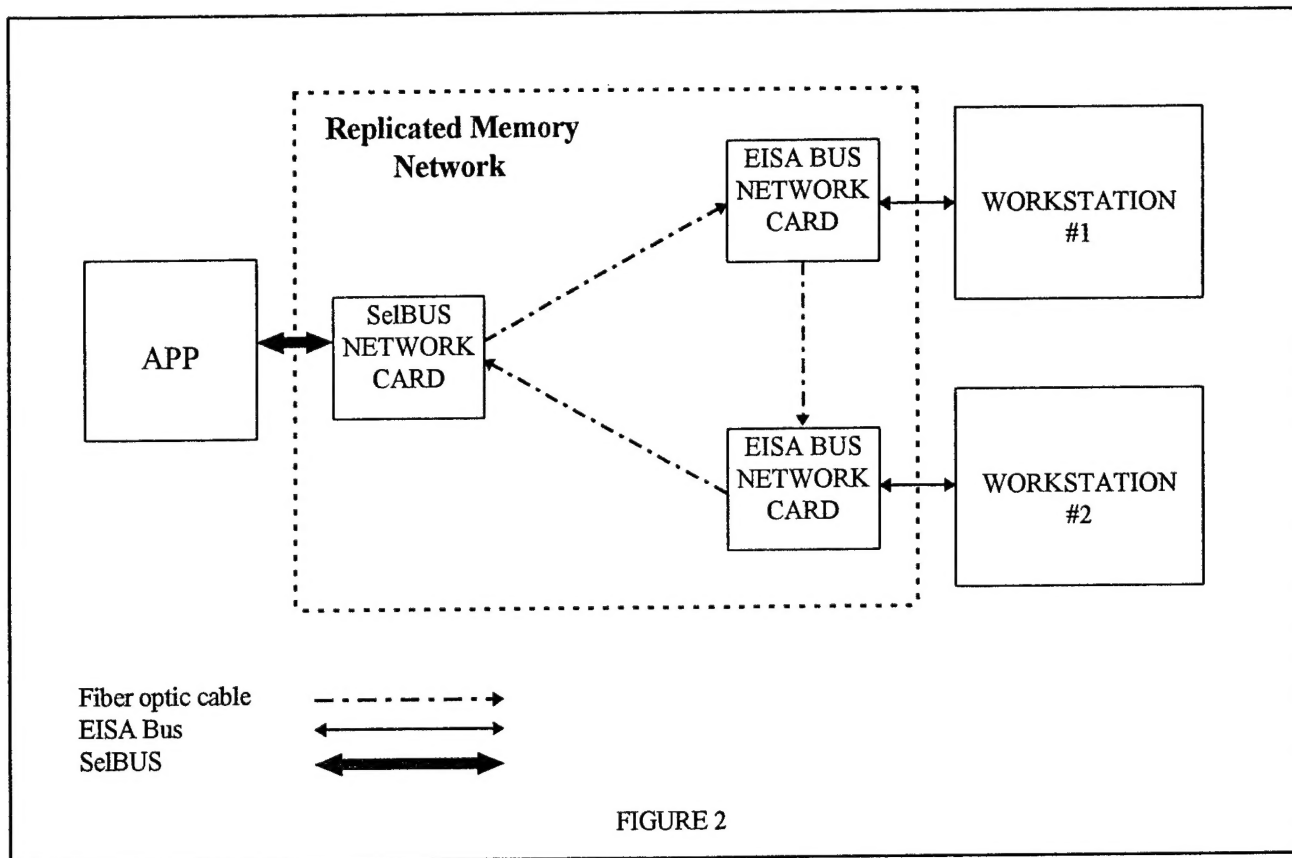 Replicated Memory
Network
EISA BUS
NETWORK
CARD
WORKSTATION
#1
APP
SelBUS
NETWORK
CARD
EISA BUS
NETWORK
CARD
WORKSTATION
#2
Fiber optic cable
EISA Bus
SelBUS
FIGURE 2